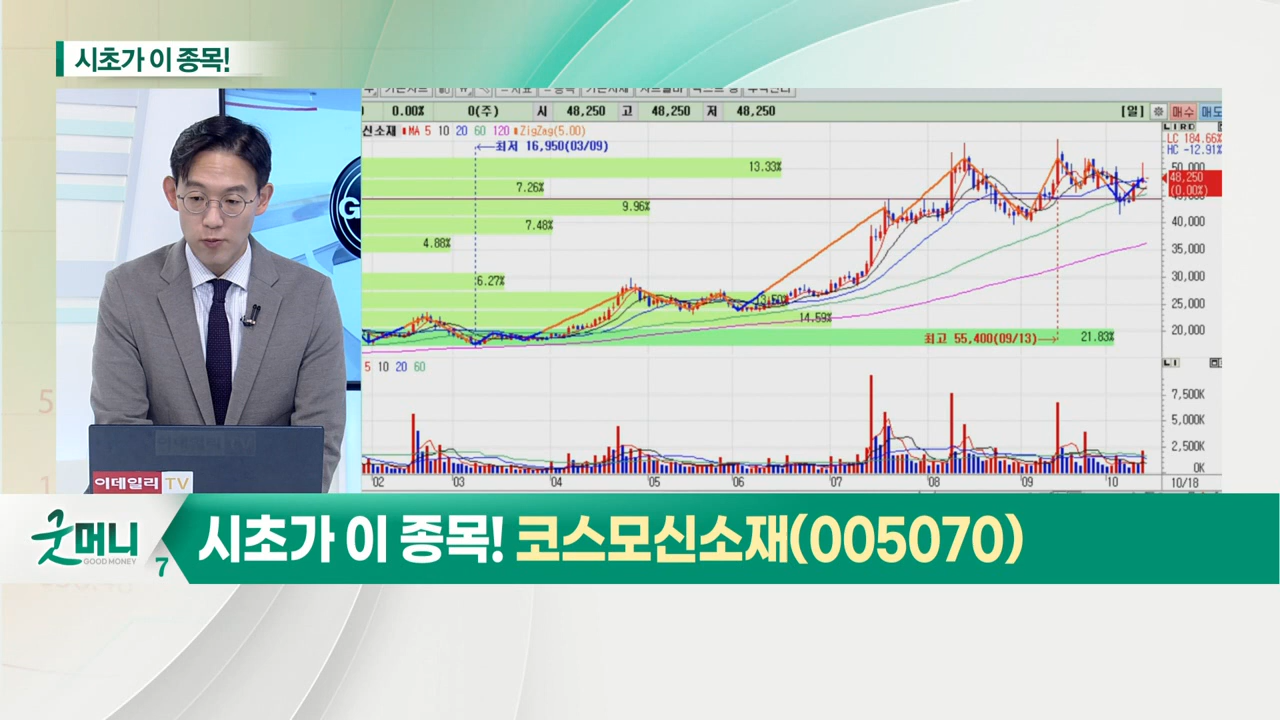 시초가 이 종목!
0.00% 0(주) 시 48,250 고 48,250 저 48,250 [일] 매수 매도
신소재 MA 5 10 20 60 120 ZigZag(5.00)
LC 184.66%
HC -12.91%
최저 16,950(03/09)
13.33%
7.26%
9.96%
7.48%
4.88%
6.27%
14.59%
최고 55,400(09/13) 21.83%
50,000
48,250
(0.00%)
40,000
35,000
30,000
25,000
20,000
5 10 20 60
7,500K
5,000K
2,500K
0K
'02 '03 '04 '05 '06 '07 '08 '09 '10 10/18
이데일리 TV
굿머니
GOOD MONEY
7
시초가 이 종목! 코스모신소재(005070)